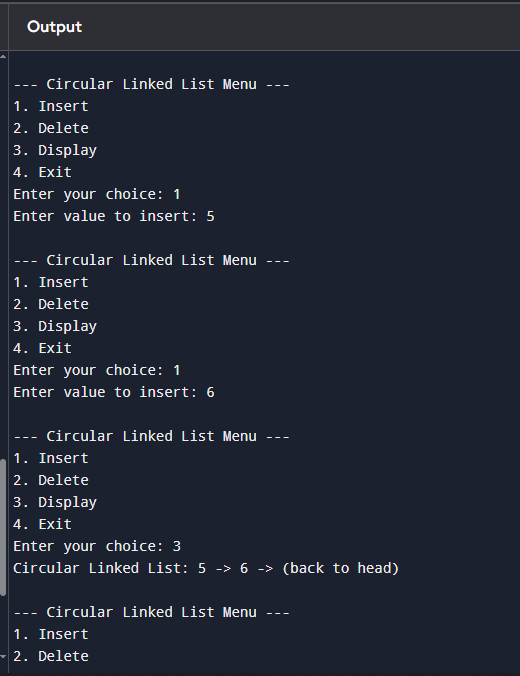 Output
--- Circular Linked List Menu ---
1. Insert
2. Delete
3. Display
4. Exit
Enter your choice: 1
Enter value to insert: 5
--- Circular Linked List Menu ---
1. Insert
2. Delete
3. Display
4. Exit
Enter your choice: 1
Enter value to insert: 6
--- Circular Linked List Menu ---
1. Insert
2. Delete
3. Display
4. Exit
Enter your choice: 3
Circular Linked List: 5 -> 6 -> (back to head)
--- Circular Linked List Menu ---
1. Insert
2. Delete